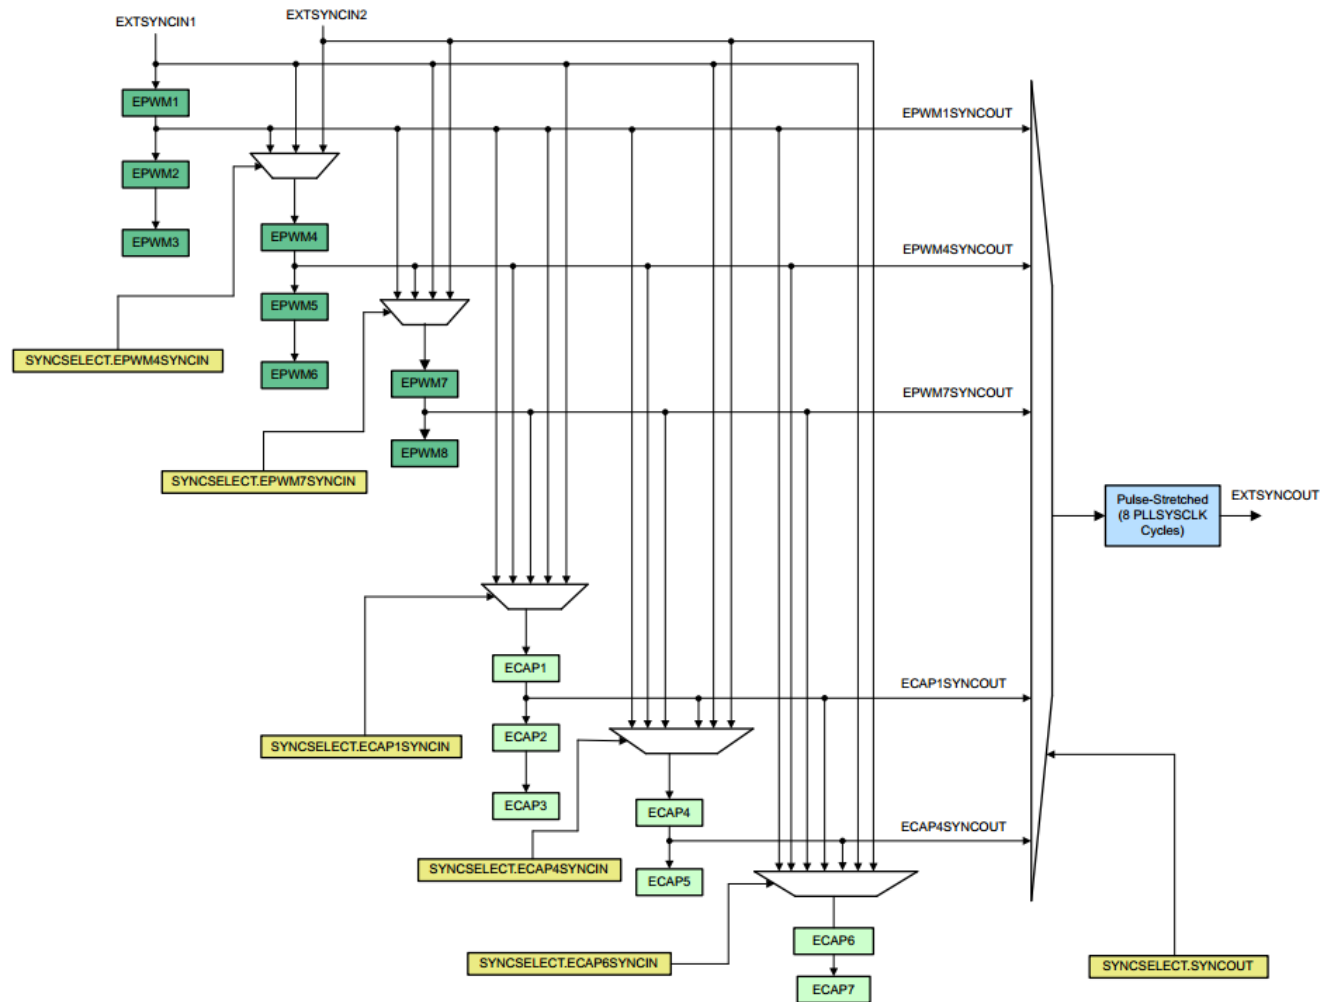 EXTSYNCIN1
EXTSYNCIN2
EPWM1
EPWM1SYNCOUT
EPWM2
EPWM3
EPWM4
EPWM4SYNCOUT
EPWM5
SYNCSELECT.EPWM4SYNCIN
EPWM6
EPWM7
EPWM7SYNCOUT
EPWM8
SYNCSELECT.EPWM7SYNCIN
Pulse-Stretched
(8 PLLSYSCLK
Cycles)
EXTSYNCOUT
ECAP1
ECAP1SYNCOUT
ECAP2
SYNCSELECT.ECAP1SYNCIN
ECAP3
ECAP4
ECAP4SYNCOUT
SYNCSELECT.ECAP4SYNCIN
ECAP5
ECAP6
SYNCSELECT.ECAP6SYNCIN
SYNCSELECT.SYNCOUT
ECAP7